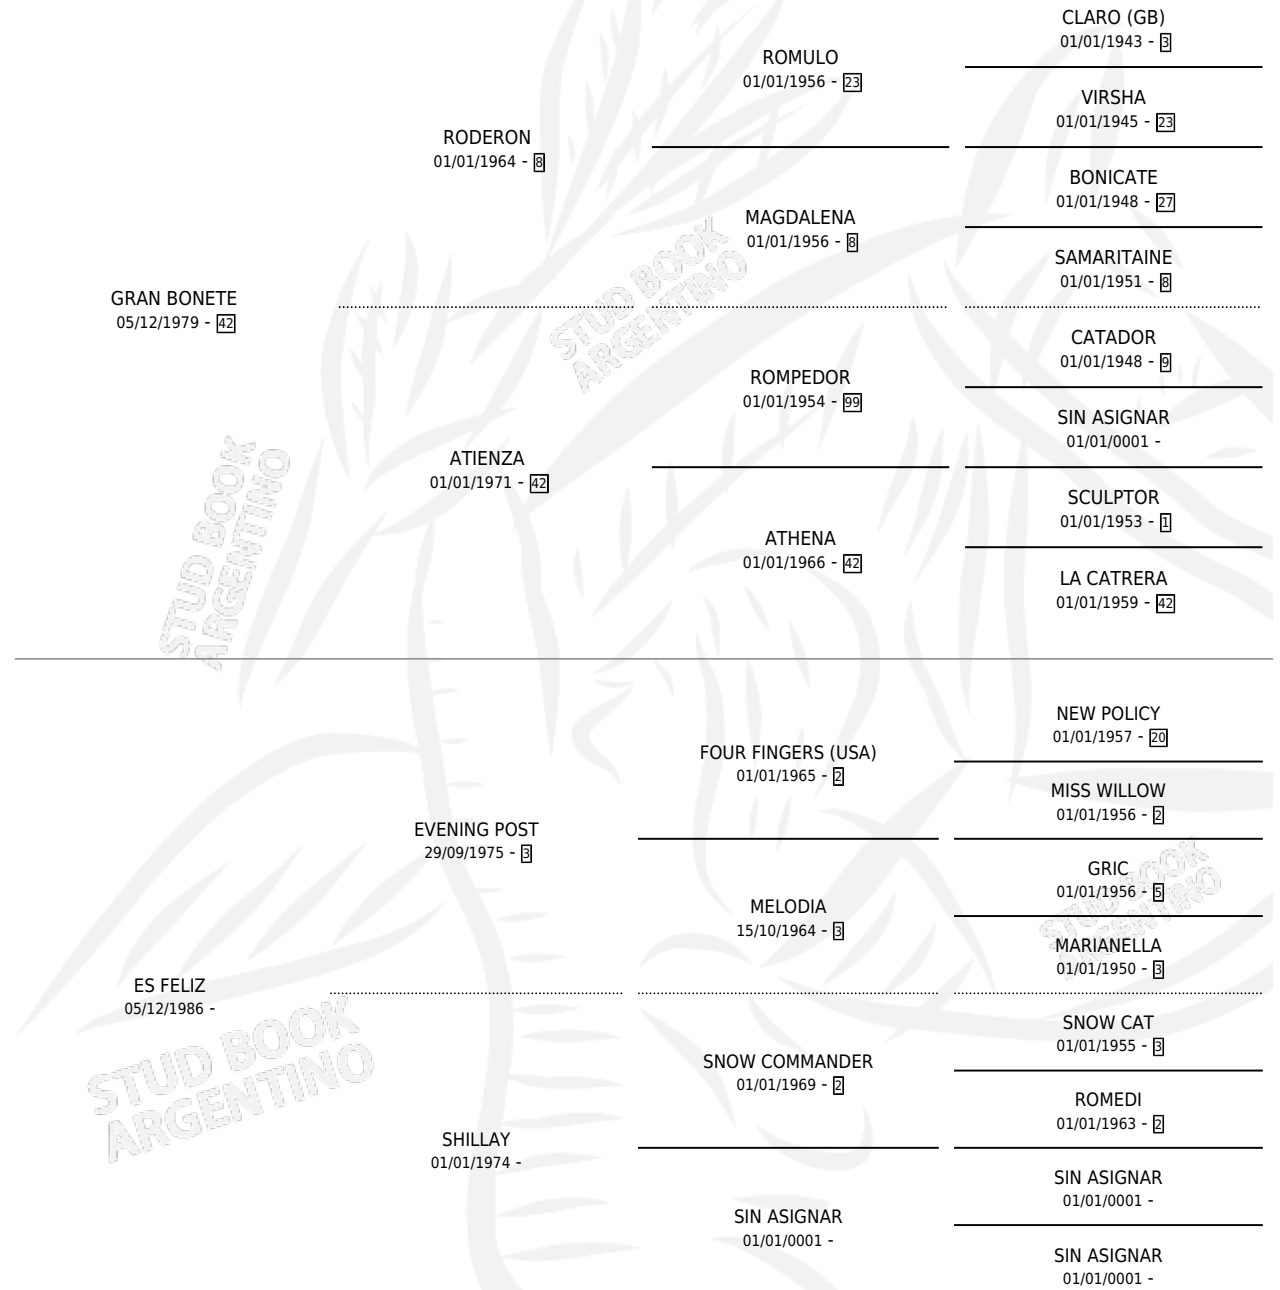 CLARO (GB)
01/01/1943 - 3
ROMULO
01/01/1956 - 23
VIRSHA
01/01/1945 - 23
RODERON
01/01/1964 - 8
BONICATE
01/01/1948 - 27
MAGDALENA
01/01/1956 - 8
SAMARITAINE
01/01/1951 - 8
GRAN BONETE
05/12/1979 - 42
CATADOR
01/01/1948 - 9
ROMPEDOR
01/01/1954 - 99
SIN ASIGNAR
01/01/0001 -
ATIENZA
01/01/1971 - 42
SCULPTOR
01/01/1953 - 1
ATHENA
01/01/1966 - 42
LA CATRERA
01/01/1959 - 42
NEW POLICY
01/01/1957 - 20
FOUR FINGERS (USA)
01/01/1965 - 2
MISS WILLOW
01/01/1956 - 2
EVENING POST
29/09/1975 - 3
GRIC
01/01/1956 - 5
MELODIA
15/10/1964 - 3
MARIANELLA
01/01/1950 - 3
ES FELIZ
05/12/1986 -
SNOW CAT
01/01/1955 - 3
SNOW COMMANDER
01/01/1969 - 2
ROMEDI
01/01/1963 - 2
SHILLAY
01/01/1974 -
SIN ASIGNAR
01/01/0001 -
SIN ASIGNAR
01/01/0001 -
SIN ASIGNAR
01/01/0001 -
STUD BOOK
ARGENTINO
STUD BOOK
ARGENTINO
STUD BOOK
ARGENTINO
STUD BOOK
ARGENTINO